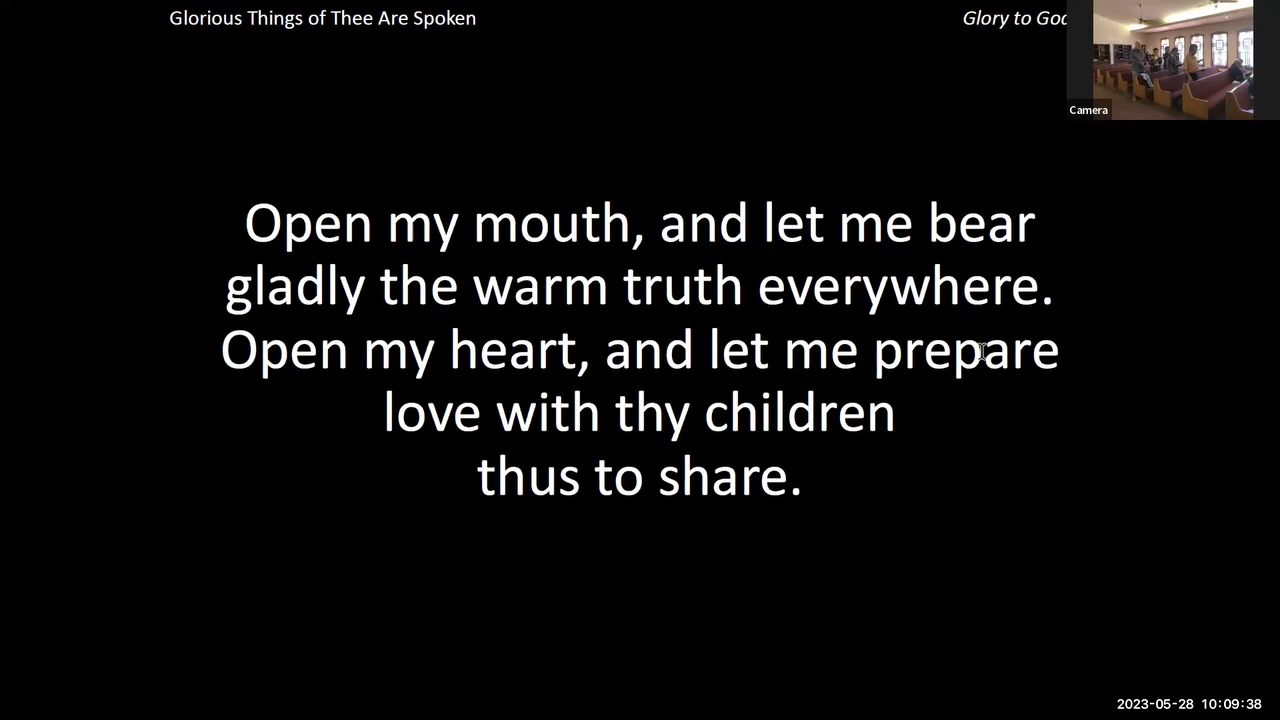 Glorious Things of Thee Are Spoken
Glory to God
Camera
Open my mouth, and let me bear
gladly the warm truth everywhere.
Open my heart, and let me prepare
love with thy children
thus to share.
2023-05-28 10:09:38